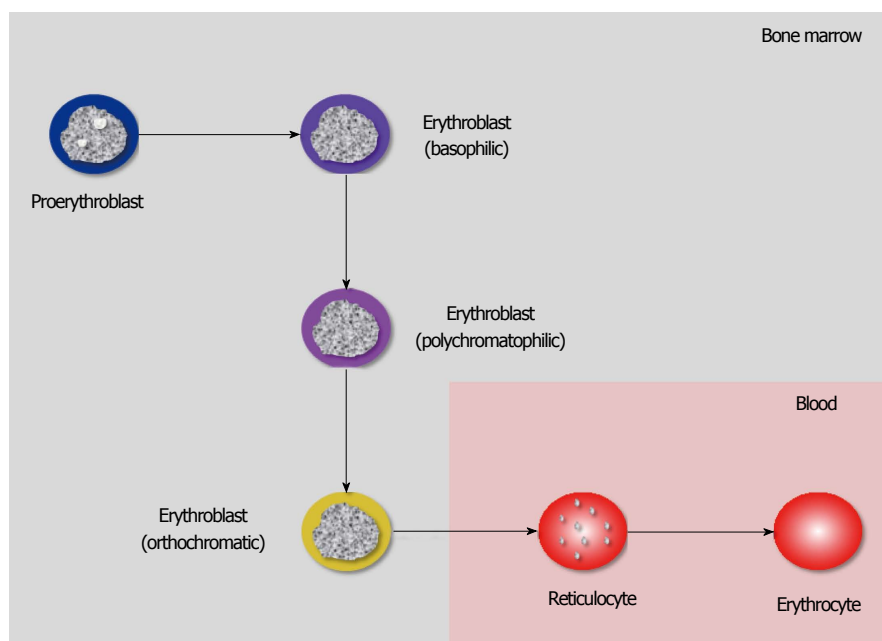 Bone marrow
Proerythroblast
Erythroblast
(basophilic)
Erythroblast
(polychromatophilic)
Blood
Erythroblast
(orthochromatic)
Reticulocyte
Erythrocyte